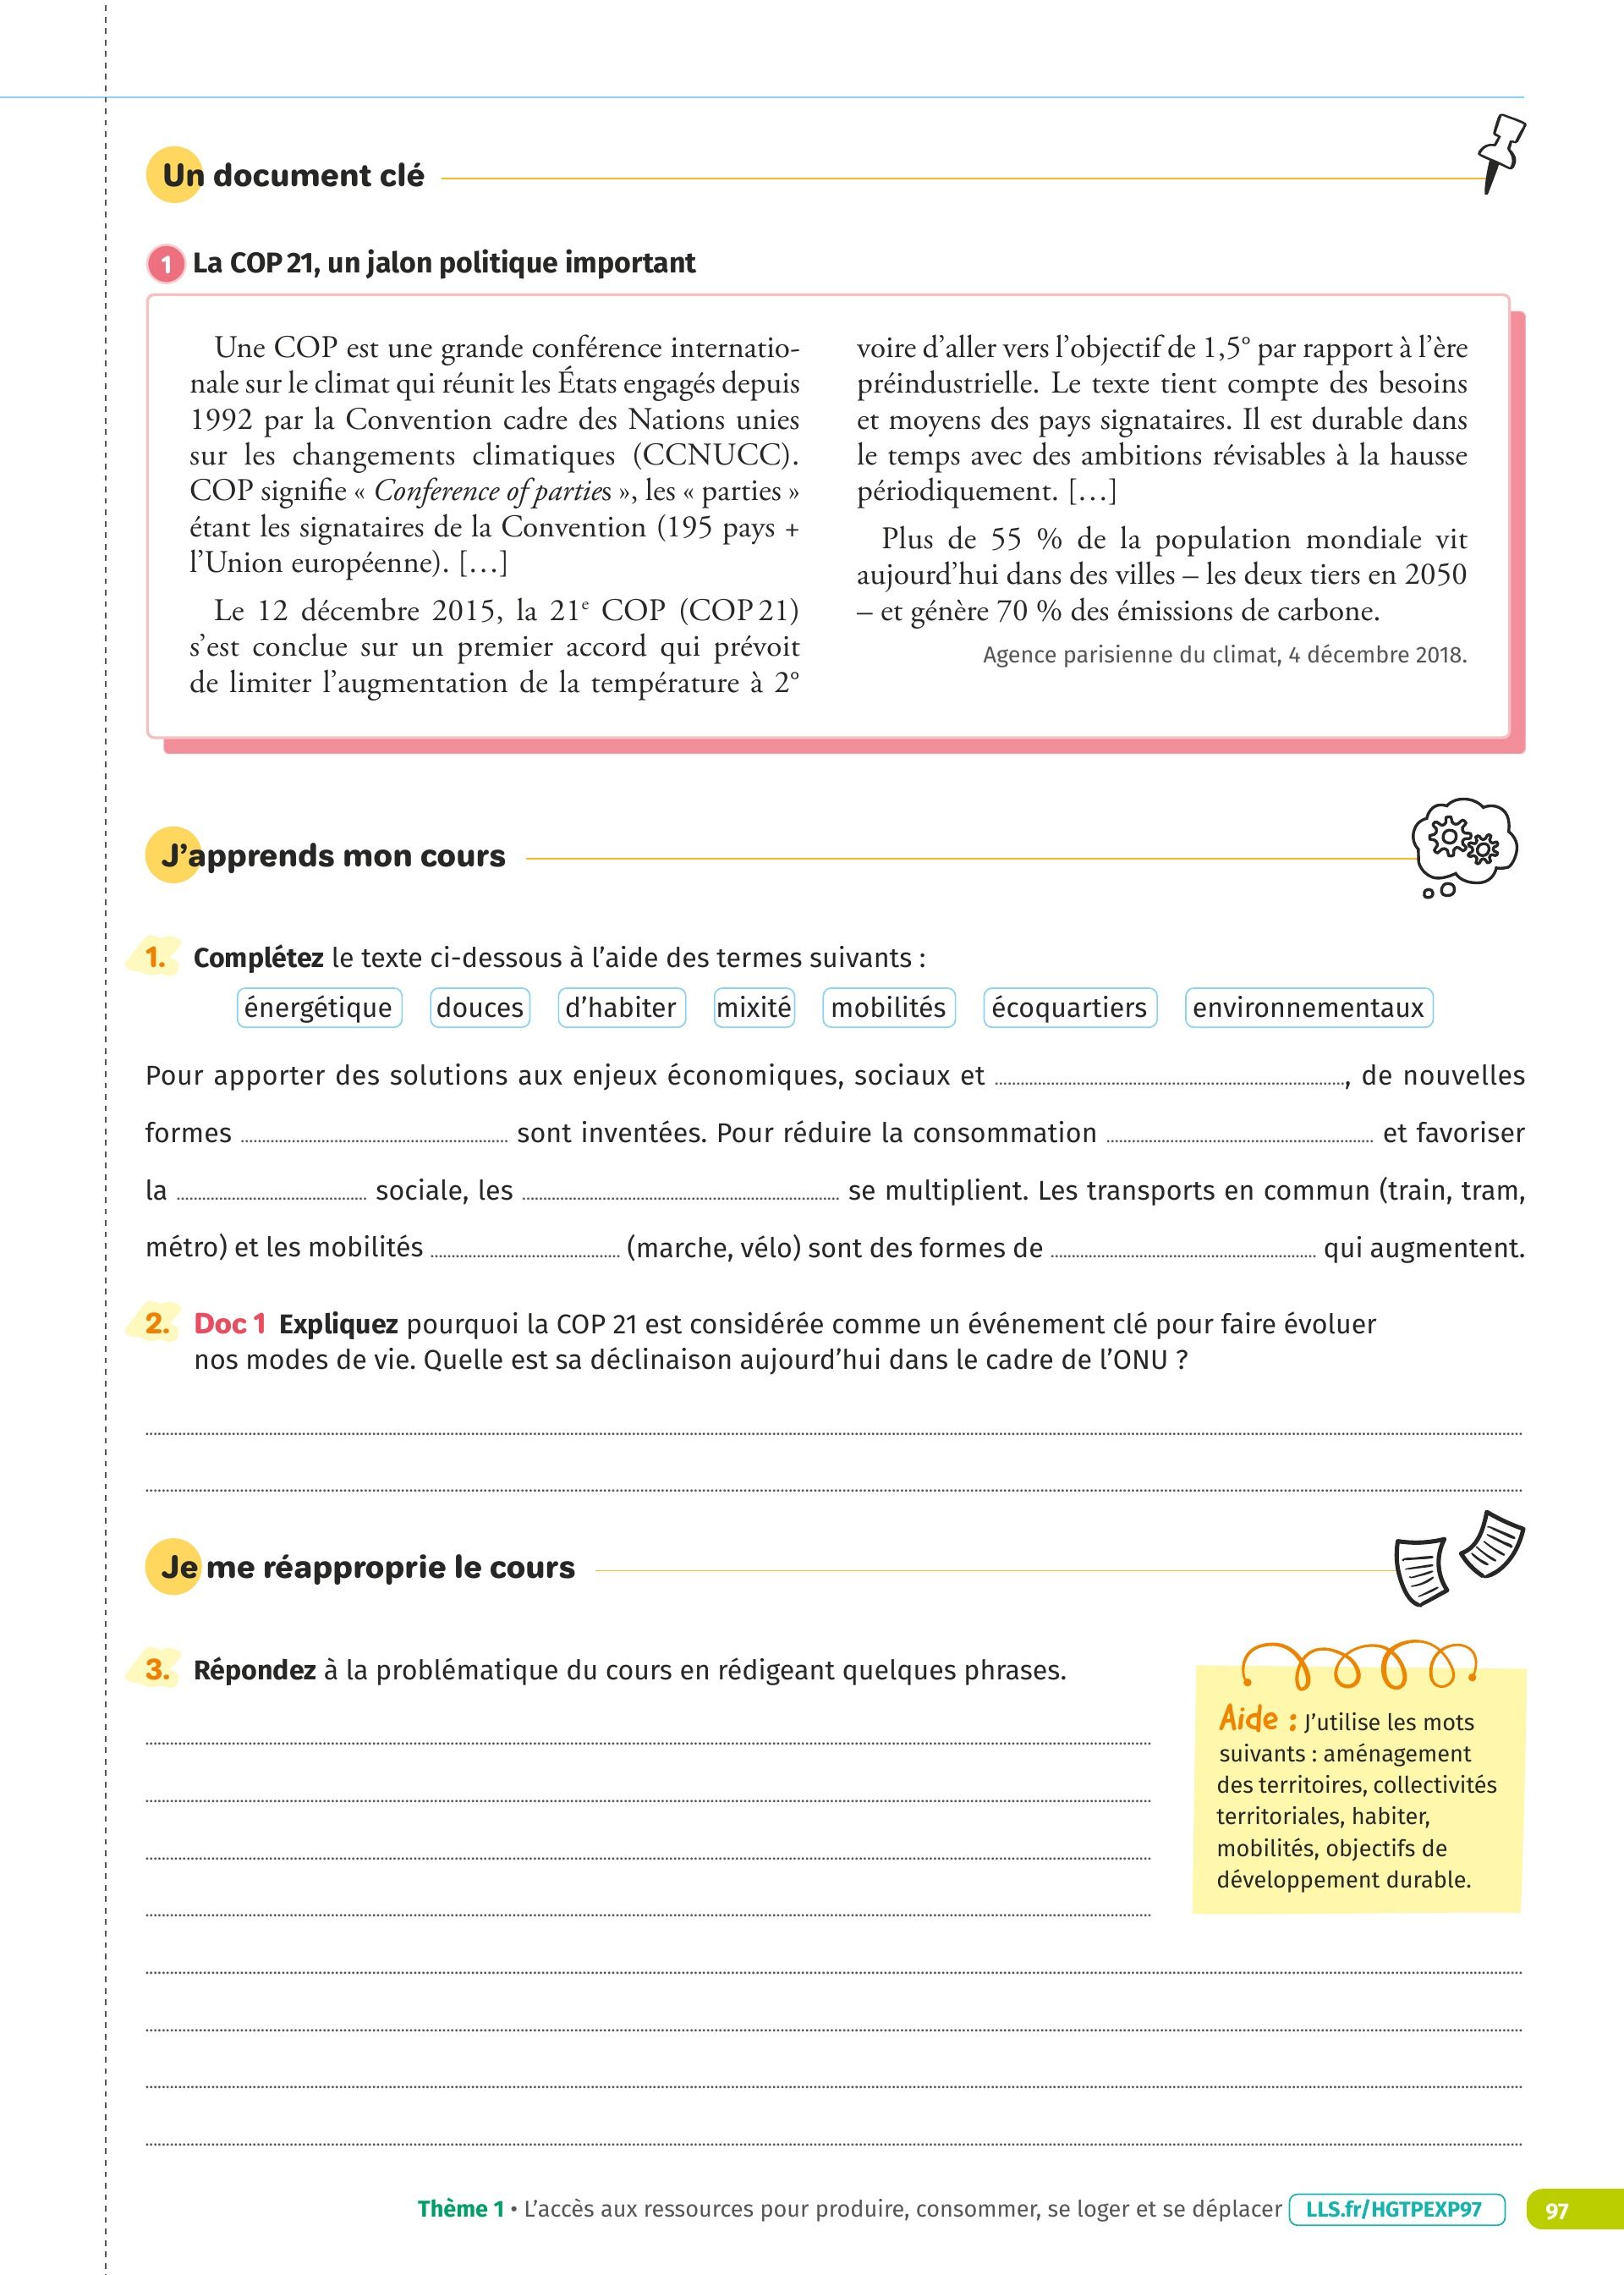 Un document clé
1 La COP 21, un jalon politique important
Une COP est une grande conférence internatio-
nale sur le climat qui réunit les États engagés depuis
1992 par la Convention cadre des Nations unies
sur les changements climatiques (CCNUCC).
COP signifie « Conference of parties », les « parties »
étant les signataires de la Convention (195 pays +
l'Union européenne). […]
Le 12 décembre 2015, la 21e COP (COP 21)
s'est conclue sur un premier accord qui prévoit
de limiter l'augmentation de la température à 2°
voire d'aller vers l'objectif de 1,5° par rapport à l'ère
préindustrielle. Le texte tient compte des besoins
et moyens des pays signataires. Il est durable dans
le temps avec des ambitions révisables à la hausse
périodiquement. […]
Plus de 55 % de la population mondiale vit
aujourd'hui dans des villes – les deux tiers en 2050
– et génère 70 % des émissions de carbone.
Agence parisienne du climat, 4 décembre 2018.
J'apprends mon cours
1. Complétez le texte ci-dessous à l'aide des termes suivants :
énergétique douces d'habiter mixité mobilités écoquartiers environnementaux
Pour apporter des solutions aux enjeux économiques, sociaux et ........................, de nouvelles
formes ........................ sont inventées. Pour réduire la consommation ........................ et favoriser
la ........................ sociale, les ........................ se multiplient. Les transports en commun (train, tram,
métro) et les mobilités ........................ (marche, vélo) sont des formes de ........................ qui augmentent.
2. Doc 1 Expliquez pourquoi la COP 21 est considérée comme un événement clé pour faire évoluer
nos modes de vie. Quelle est sa déclinaison aujourd'hui dans le cadre de l'ONU ?
Je me réapproprie le cours
3. Répondez à la problématique du cours en rédigeant quelques phrases.
Aide : J'utilise les mots
suivants : aménagement
des territoires, collectivités
territoriales, habiter,
mobilités, objectifs de
développement durable.
Thème 1 • L'accès aux ressources pour produire, consommer, se loger et se déplacer LLS.fr/HGTPEXP97 97